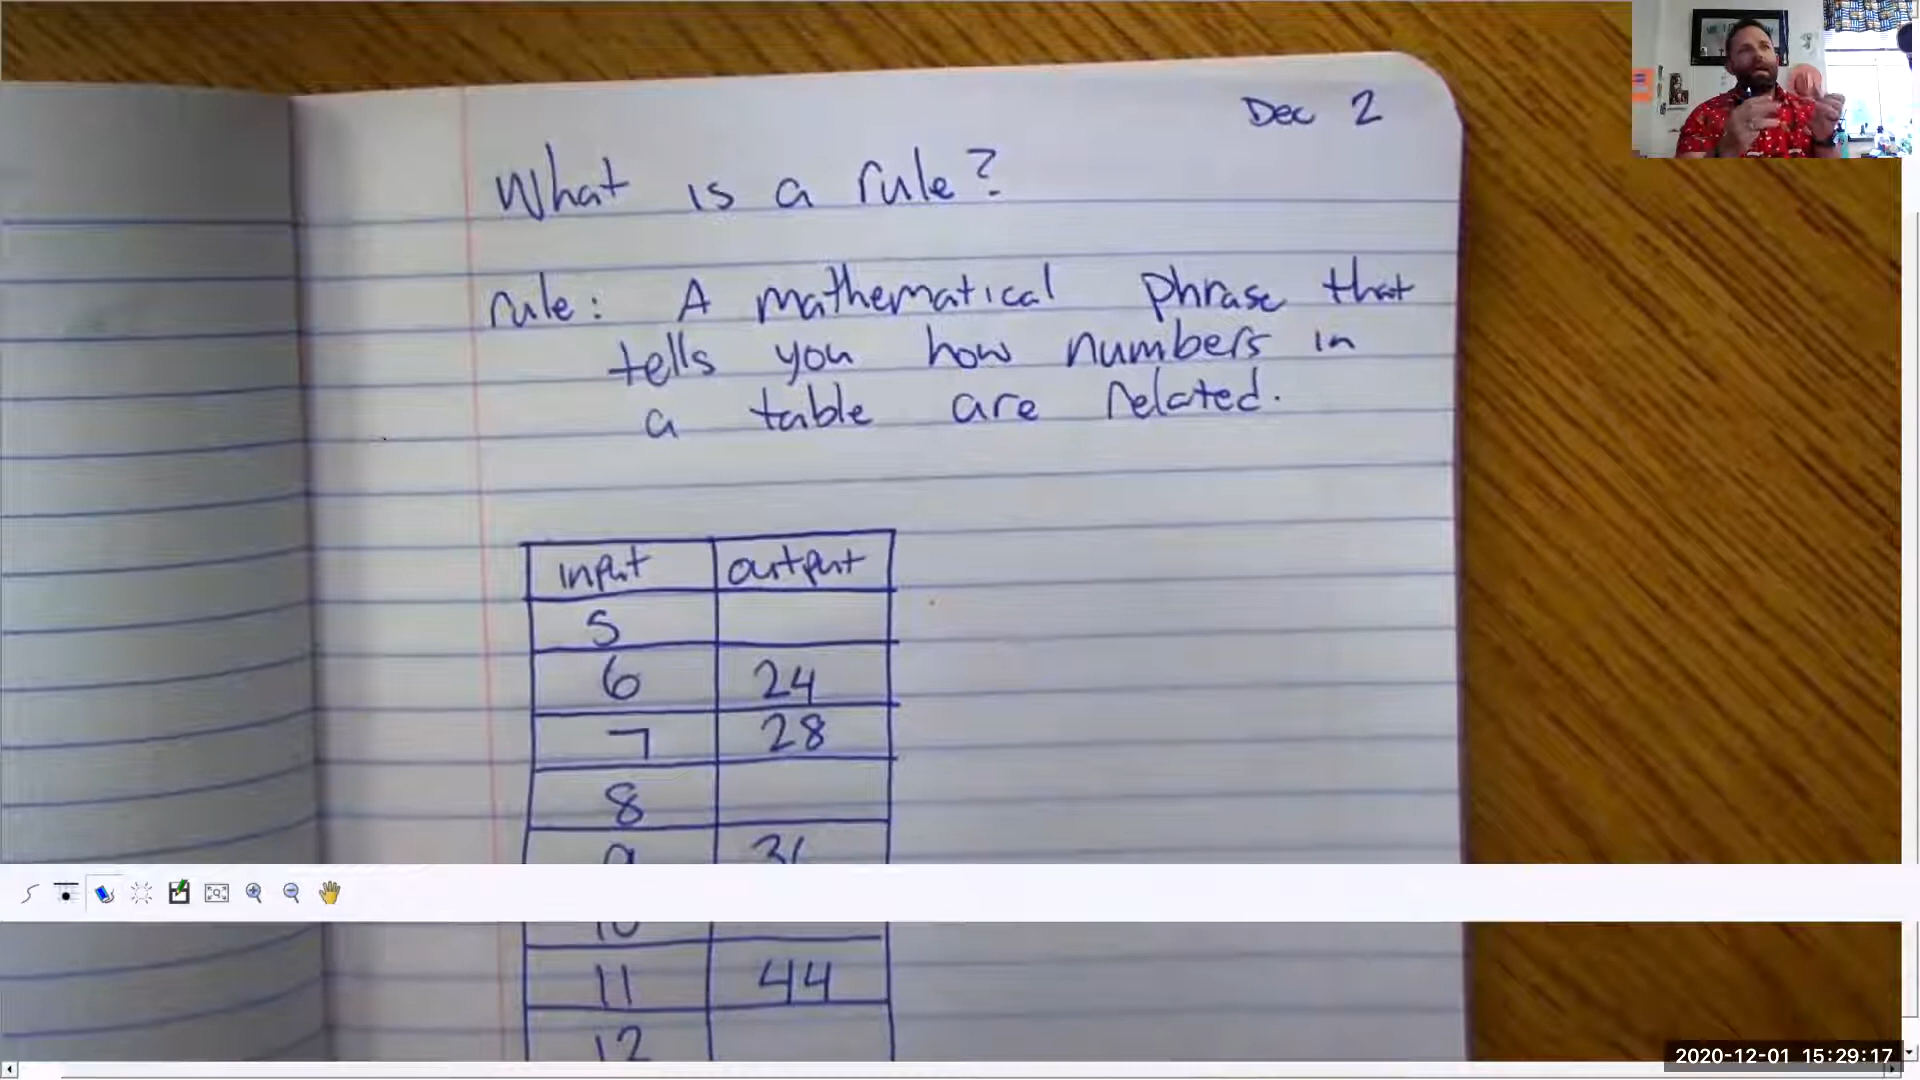 Dec 2
What is a rule?
rule: A mathematical phrase that
tells you how numbers in
a table are related.
input output
5
6 24
7 28
8
11 44
12
2020-12-01 15:29:17